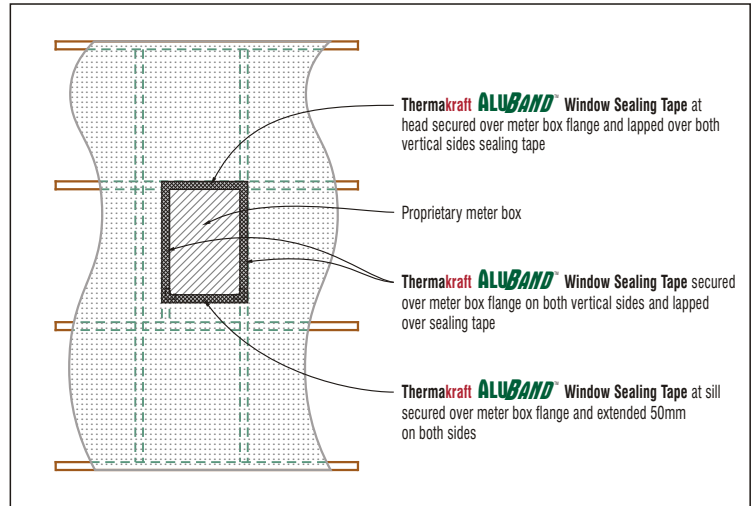 Thermakraft ALUBAND™ Window Sealing Tape at
head secured over meter box flange and lapped over both
vertical sides sealing tape
Proprietary meter box
Thermakraft ALUBAND™ Window Sealing Tape secured
over meter box flange on both vertical sides and lapped
over sealing tape
Thermakraft ALUBAND™ Window Sealing Tape at sill
secured over meter box flange and extended 50mm
on both sides